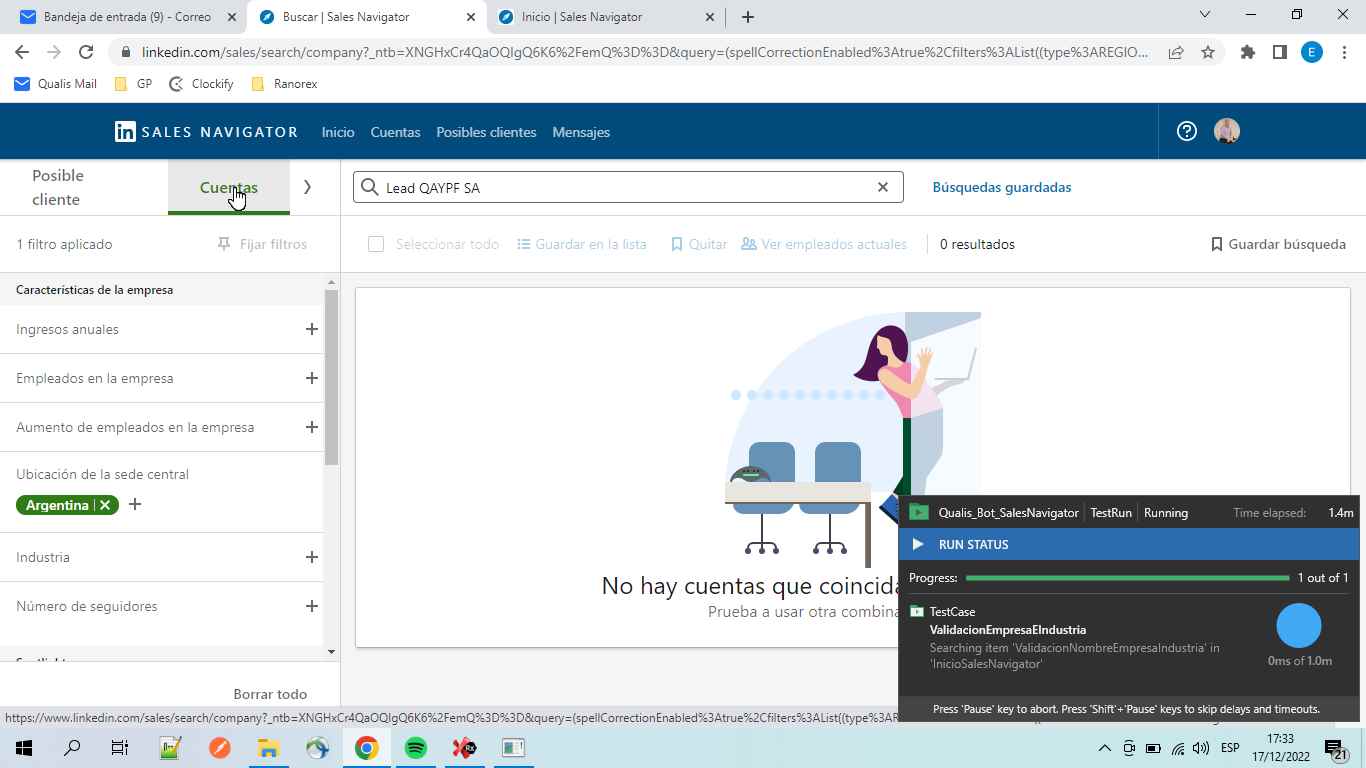 Bandeja de entrada (9) - Correo
Buscar | Sales Navigator
Inicio | Sales Navigator
linkedin.com/sales/search/company?_ntb=XNGHxCr4QaOQIgQ6K6%2FemQ%3D%3D&query=(spellCorrectionEnabled%3Atrue%2Cfilters%3AList((type%3AREGIO...
E
Qualis Mail
GP
Clockify
Ranorex
in SALES NAVIGATOR
Inicio
Cuentas
Posibles clientes
Mensajes
Posible cliente
Cuentas
Lead QAYPF SA
Búsquedas guardadas
1 filtro aplicado
Fijar filtros
Seleccionar todo
Guardar en la lista
Quitar
Ver empleados actuales
0 resultados
Guardar búsqueda
Características de la empresa
Ingresos anuales
Empleados en la empresa
Aumento de empleados en la empresa
Ubicación de la sede central
Argentina
Industria
Número de seguidores
Borrar todo
No hay cuentas que
Prueba a usar otra
Qualis_Bot_SalesNavigator
TestRun
Running
Time elapsed: 1.4m
RUN STATUS
Progress: 1 out of 1
TestCase
ValidacionEmpresaEIndustria
Searching item 'ValidacionNombreEmpresaIndustria' in
'InicioSalesNavigator'
0ms of 1.0m
Press 'Pause' key to abort. Press 'Shift'+'Pause' keys to skip delays and timeouts.
https://www.linkedin.com/sales/search/company?_ntb=XNGHxCr4QaOQIgQ6K6%2FemQ%3D%3D&query=(spellCorrectionEnabled%3Atrue%2Cfilters%3AList((type%3AR
ESP
17:33
17/12/2022
21